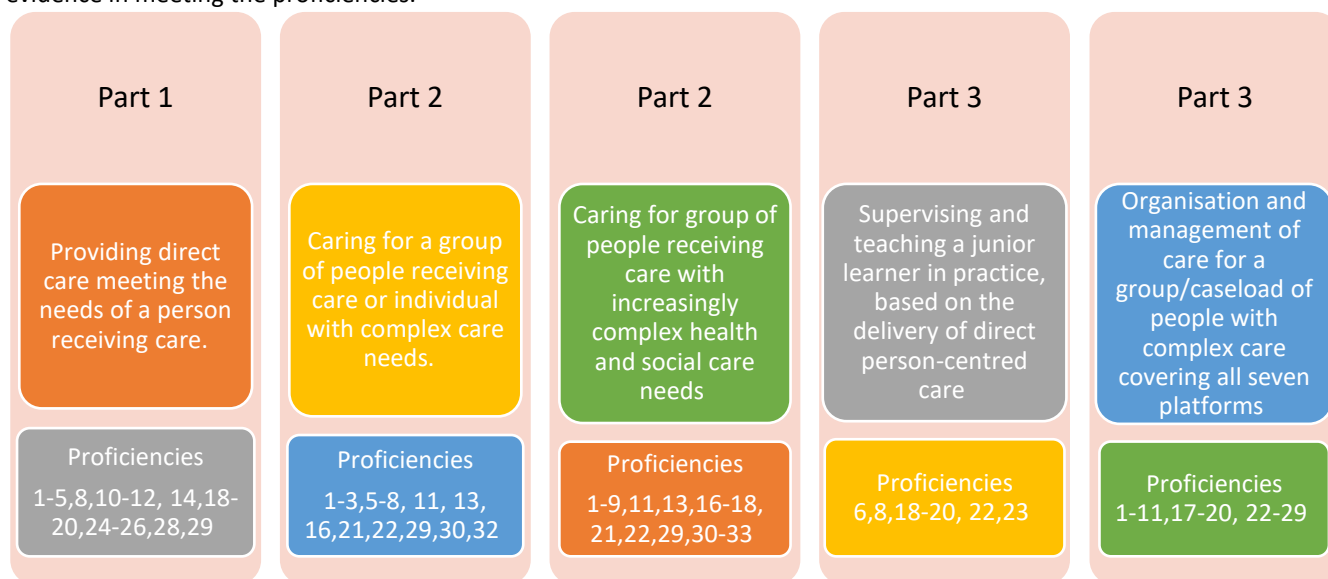 evidence in meeting the proficiencies.
Part 1
Providing direct
care meeting the
needs of a person
receiving care.
Proficiencies
1-5,8,10-12, 14,18-
20,24-26,28,29
Part 2
Caring for a group
of people receiving
care or individual
with complex care
needs.
Proficiencies
1-3,5-8, 11, 13,
16,21,22,29,30,32
Part 2
Caring for group of
people receiving
care with
increasingly
complex health
and social care
needs
Proficiencies
1-9,11,13,16-18,
21,22,29,30-33
Part 3
Supervising and
teaching a junior
learner in practice,
based on the
delivery of direct
person-centred
care
Proficiencies
6,8,18-20, 22,23
Part 3
Organisation and
management of
care for a
group/caseload of
people with
complex care
covering all seven
platforms
Proficiencies
1-11,17-20, 22-29